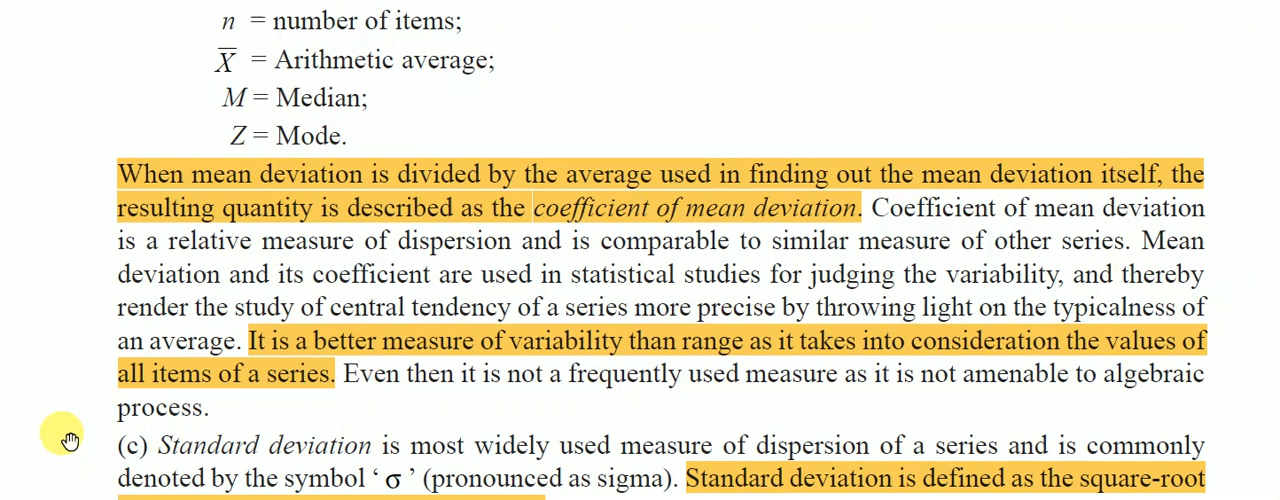 n = number of items;
X̅ = Arithmetic average;
M = Median;
Z = Mode.
When mean deviation is divided by the average used in finding out the mean deviation itself, the
resulting quantity is described as the coefficient of mean deviation. Coefficient of mean deviation
is a relative measure of dispersion and is comparable to similar measure of other series. Mean
deviation and its coefficient are used in statistical studies for judging the variability, and thereby
render the study of central tendency of a series more precise by throwing light on the typicalness of
an average. It is a better measure of variability than range as it takes into consideration the values of
all items of a series. Even then it is not a frequently used measure as it is not amenable to algebraic
process.
(c) Standard deviation is most widely used measure of dispersion of a series and is commonly
denoted by the symbol ‘ σ ’ (pronounced as sigma). Standard deviation is defined as the square-root